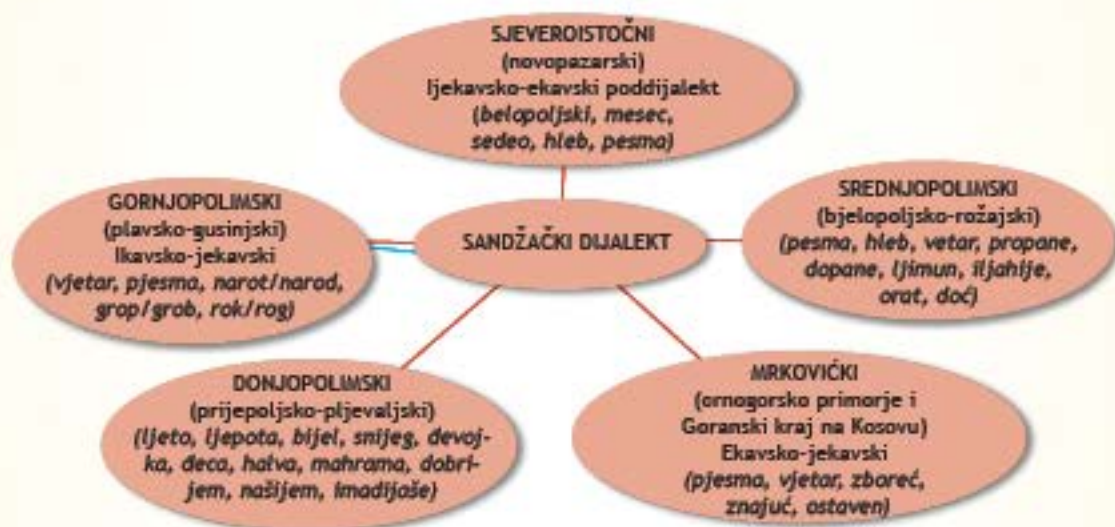 SJEVEROISTOČNI
(novopazarski)
Ijekavsko-ekavski poddijalekt
(belopoljski, mesec,
sedeo, hleb, pesma)
GORNJOPOLIMSKI
(plavsko-gusinjski)
Ikavsko-jekavski
(vjetar, pjesma, narot/narod,
grop/grob, rok/rog)
SANDŽAČKI DIJALEKT
SREDNJOPOLIMSKI
(bjelopoljsko-rožajski)
(pesma, hleb, vetar, propane,
dopane, ljimun, iljahije,
orat, doć)
DONJOPOLIMSKI
(prijepoljsko-pljevaljski)
(ljeto, ljepota, bijel, snijeg, đevoj-
ka, đeca, halva, mahrama, dobri-
jem, našijem, imadijaše)
MRKOVIĆKI
(crnogorsko primorje i
Goranski kraj na Kosovu)
Ekavsko-jekavski
(pjesma, vjetar, zboreć,
znajuć, ostaven)